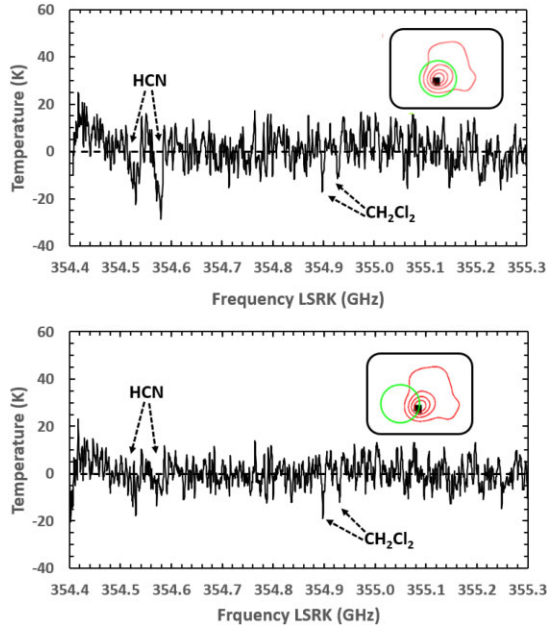 60
40
20
0
-20
-40
Temperature (K)
HCN
CH₂Cl₂
354.4 354.5 354.6 354.7 354.8 354.9 355.0 355.1 355.2 355.3
Frequency LSRK (GHz)
60
40
20
0
-20
-40
Temperature (K)
HCN
CH₂Cl₂
354.4 354.5 354.6 354.7 354.8 354.9 355.0 355.1 355.2 355.3
Frquency LSRK (GHz)